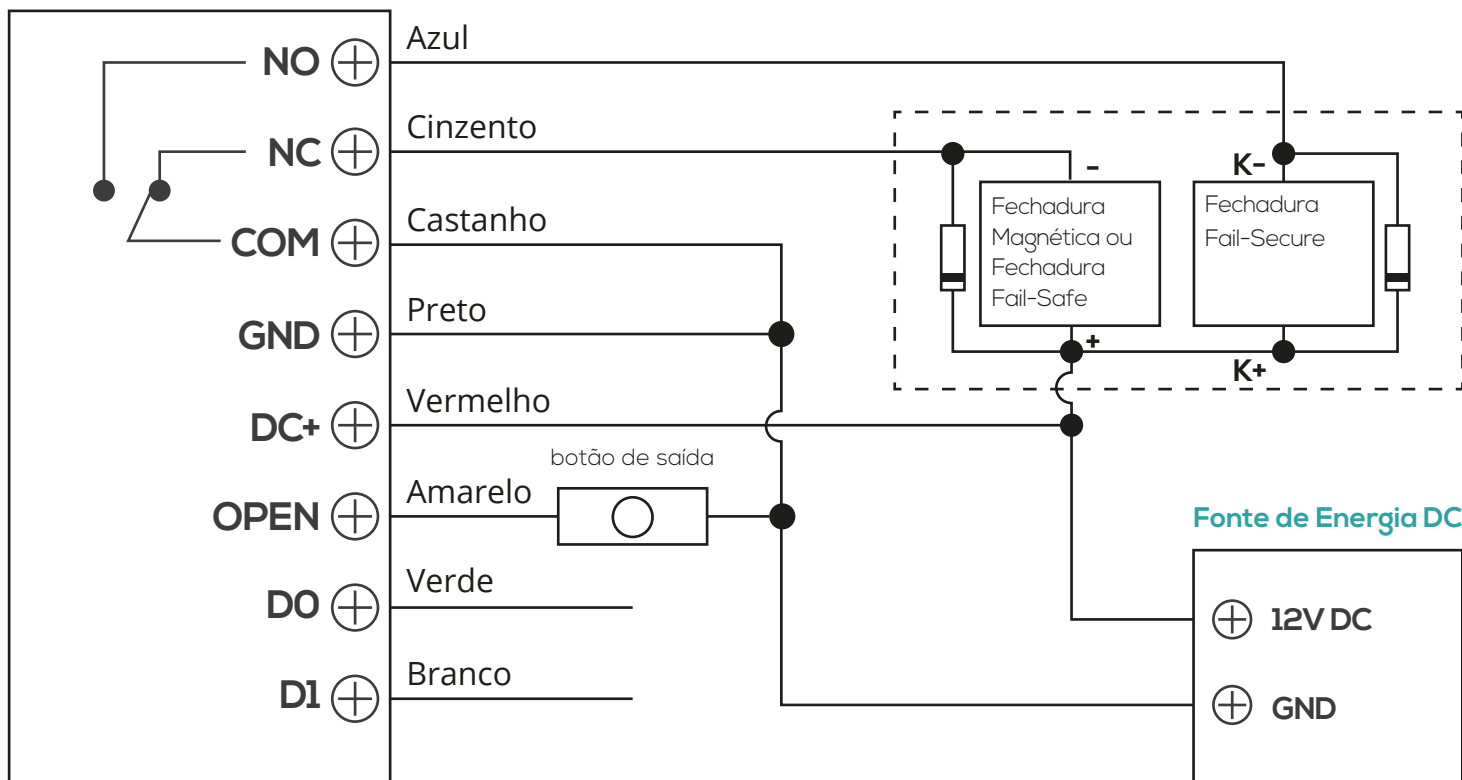 NO
Azul
NC
Cinzento
COM
Castanho
GND
Preto
DC+
Vermelho
OPEN
Amarelo
botão de saída
D0
Verde
D1
Branco
-
Fechadura
Magnética ou
Fechadura
Fail-Safe
+
K-
Fechadura
Fail-Secure
K+
Fonte de Energia DC
12V DC
GND